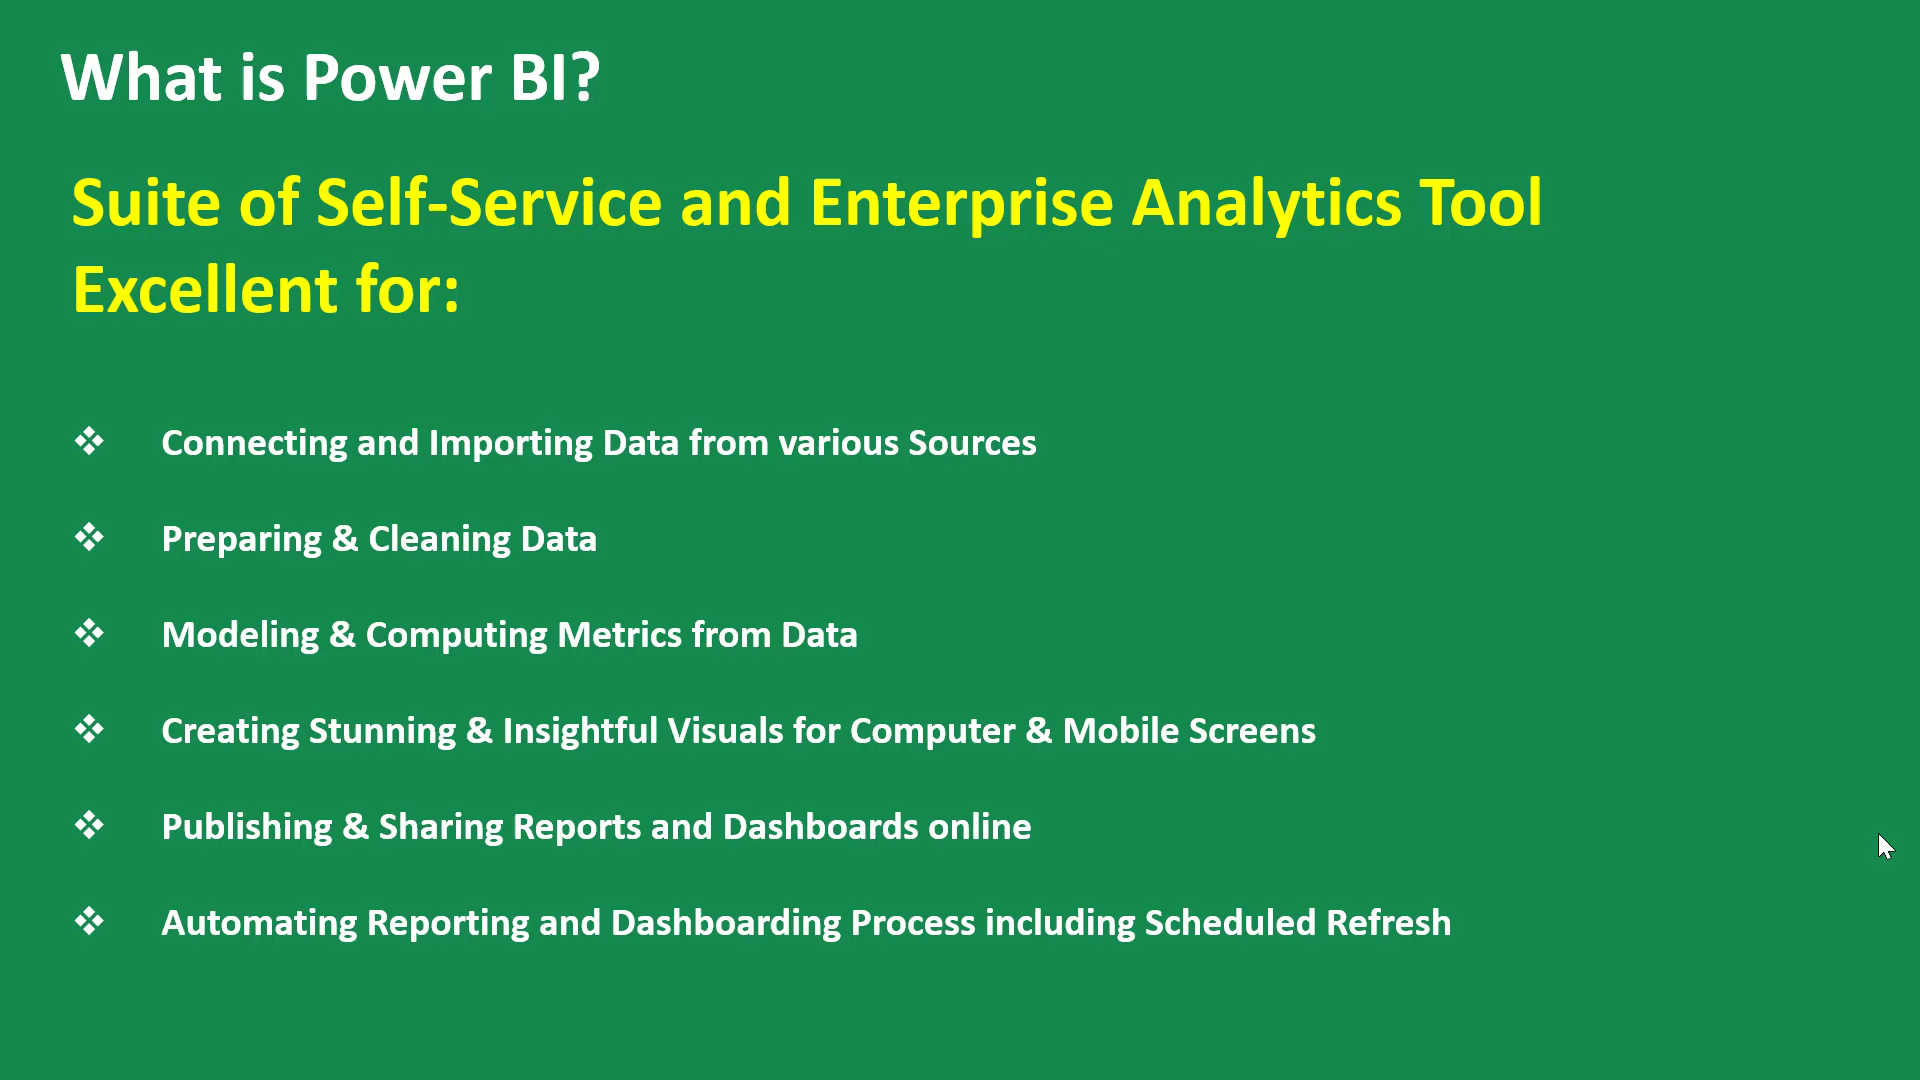 What is Power BI?
Suite of Self-Service and Enterprise Analytics Tool
Excellent for:
❖ Connecting and Importing Data from various Sources
❖ Preparing & Cleaning Data
❖ Modeling & Computing Metrics from Data
❖ Creating Stunning & Insightful Visuals for Computer & Mobile Screens
❖ Publishing & Sharing Reports and Dashboards online
❖ Automating Reporting and Dashboarding Process including Scheduled Refresh